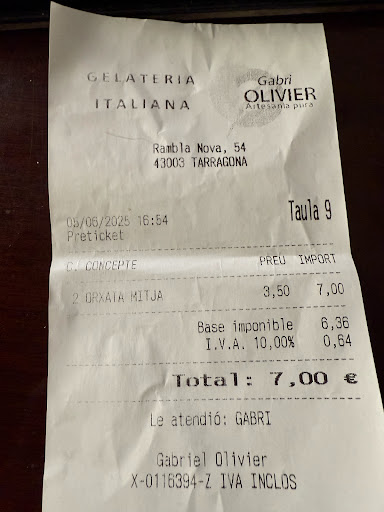 GELATERIA
ITALIANA
Gabri
OLIVIER
Artesania pura
Rambla Nova, 54
43003 TARRAGONA
Taula 9
05/06/2025 16:54
Preticket
C. CONCEPTE PREU IMPORT
2 ORXATA MITJA 3,50 7,00
Base imponible 6,36
I.V.A. 10,00% 0,64
Total: 7,00 €
Le atendió: GABRI
Gabriel Olivier
X-0116394-Z IVA INCLOS